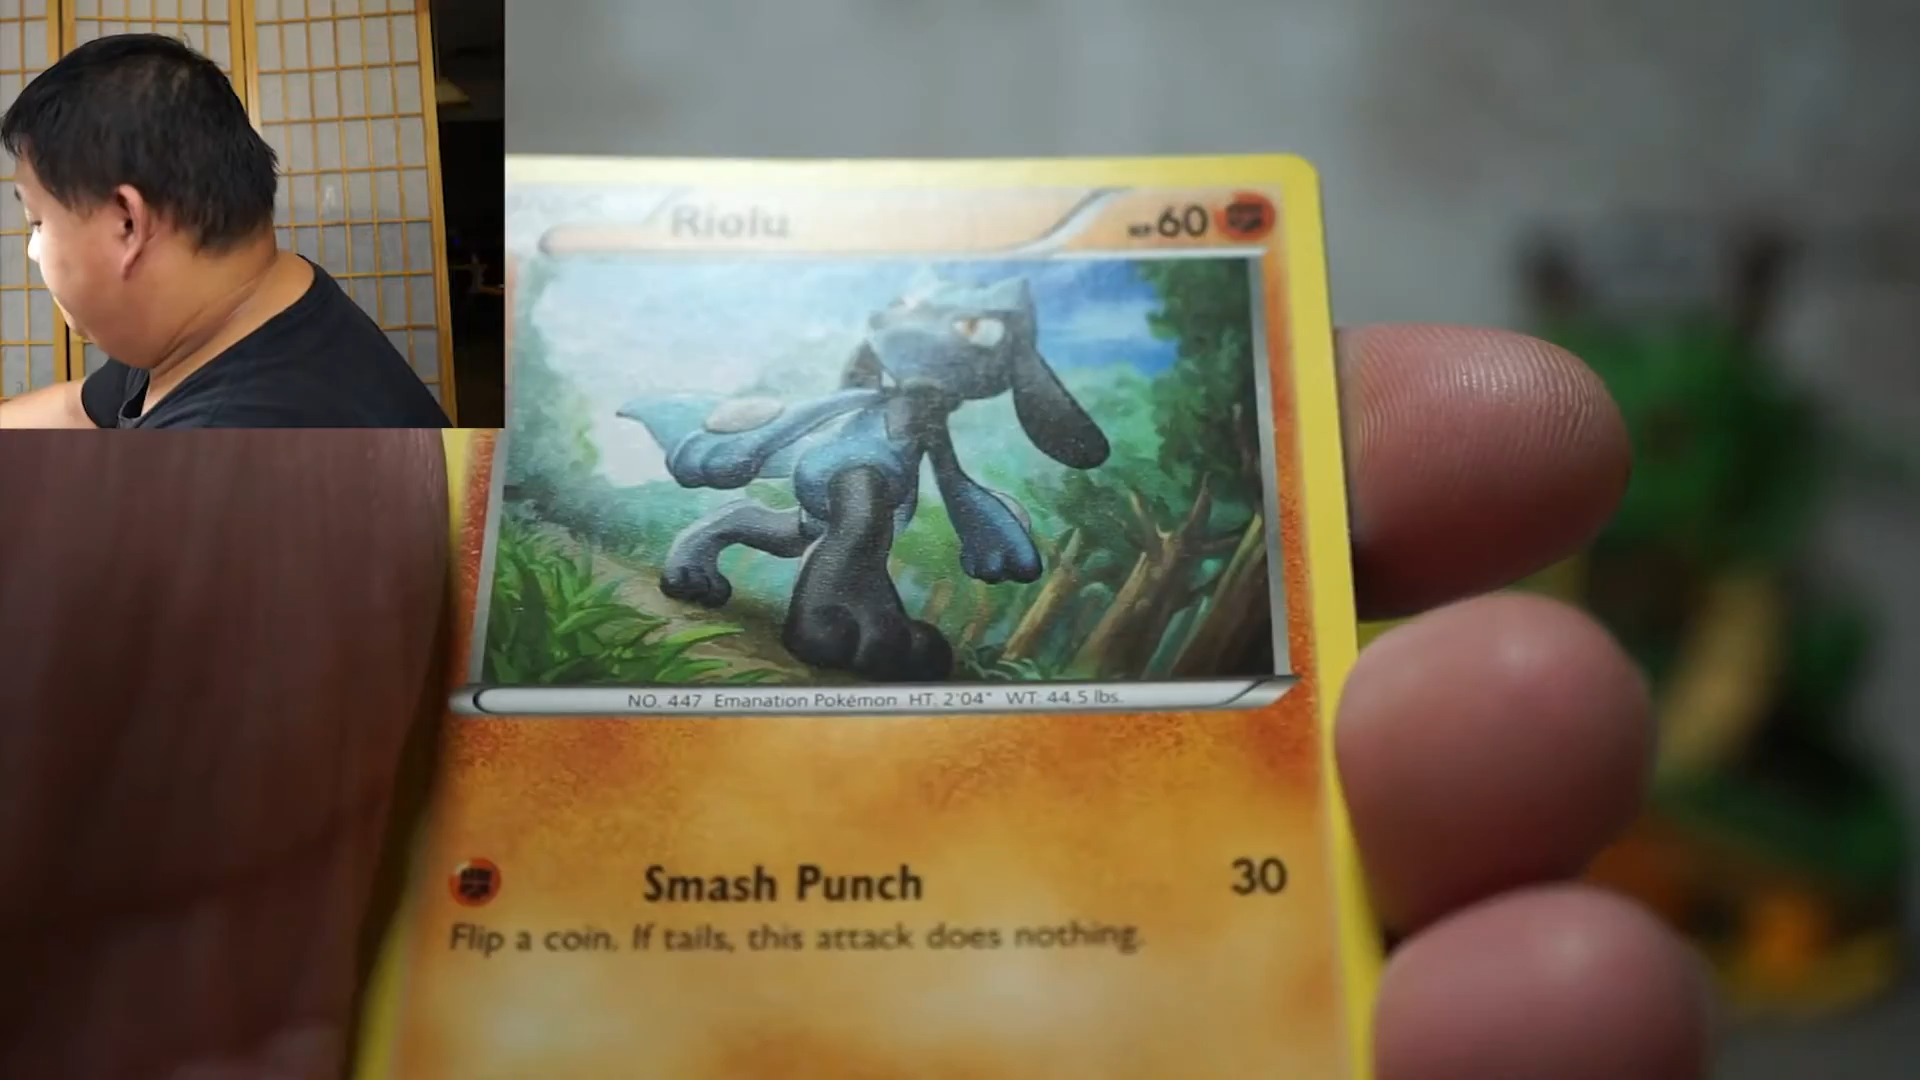 Riolu
HP60
NO. 447 Emanation Pokémon HT: 2'04" WT: 44.5 lbs.
Smash Punch 30
Flip a coin. If tails, this attack does nothing.